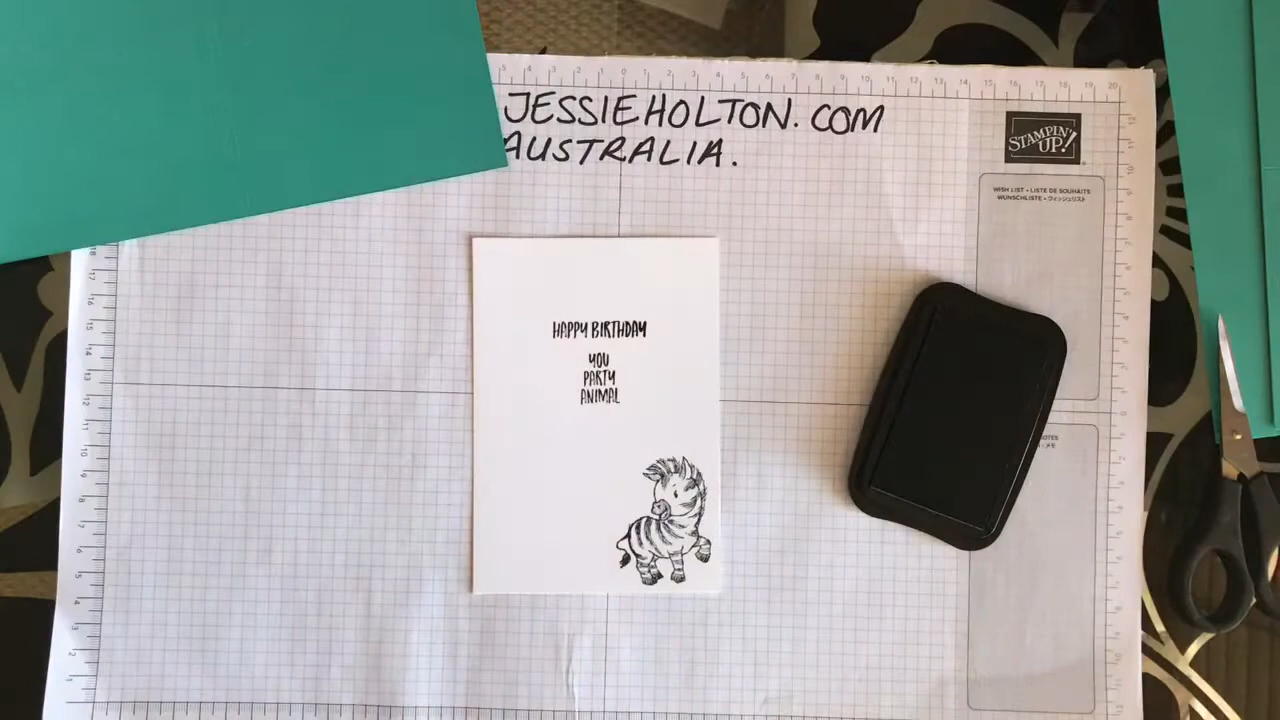 JESSIEHOLTON.COM
AUSTRALIA.
STAMPIN' UP!
WISH LIST • LISTE DE SOUHAITS
WUNSCHLISTE • ウィッシュリスト
HAPPY BIRTHDAY
YOU
PARTY
ANIMAL